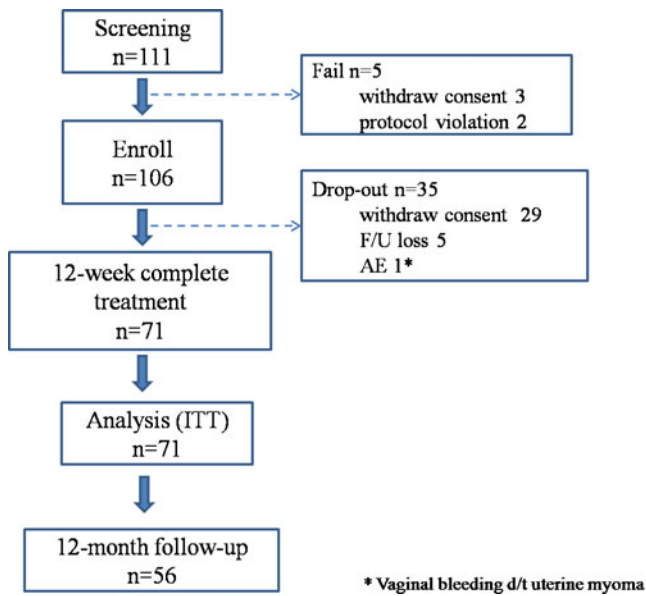 Screening
n=111
Fail n=5
withdraw consent 3
protocol violation 2
Enroll
n=106
Drop-out n=35
withdraw consent 29
F/U loss 5
AE 1*
12-week complete
treatment
n=71
Analysis (ITT)
n=71
12-month follow-up
n=56
* Vaginal bleeding d/t uterine myoma